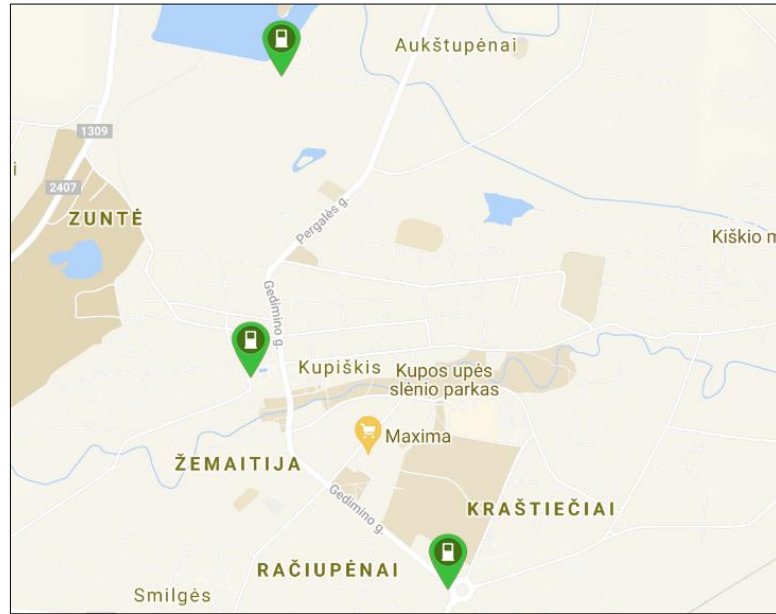 Aukštupėnai
1309
i
2407
ZUNTĖ
Pergalės g.
Kiškio m
Gedimino g.
Kupiškis
Kupos upės
slėnio parkas
Maxima
ŽEMAITIJA
Gedimino g.
KRAŠTIEČIAI
RAČIUPĖNAI
Smilgės